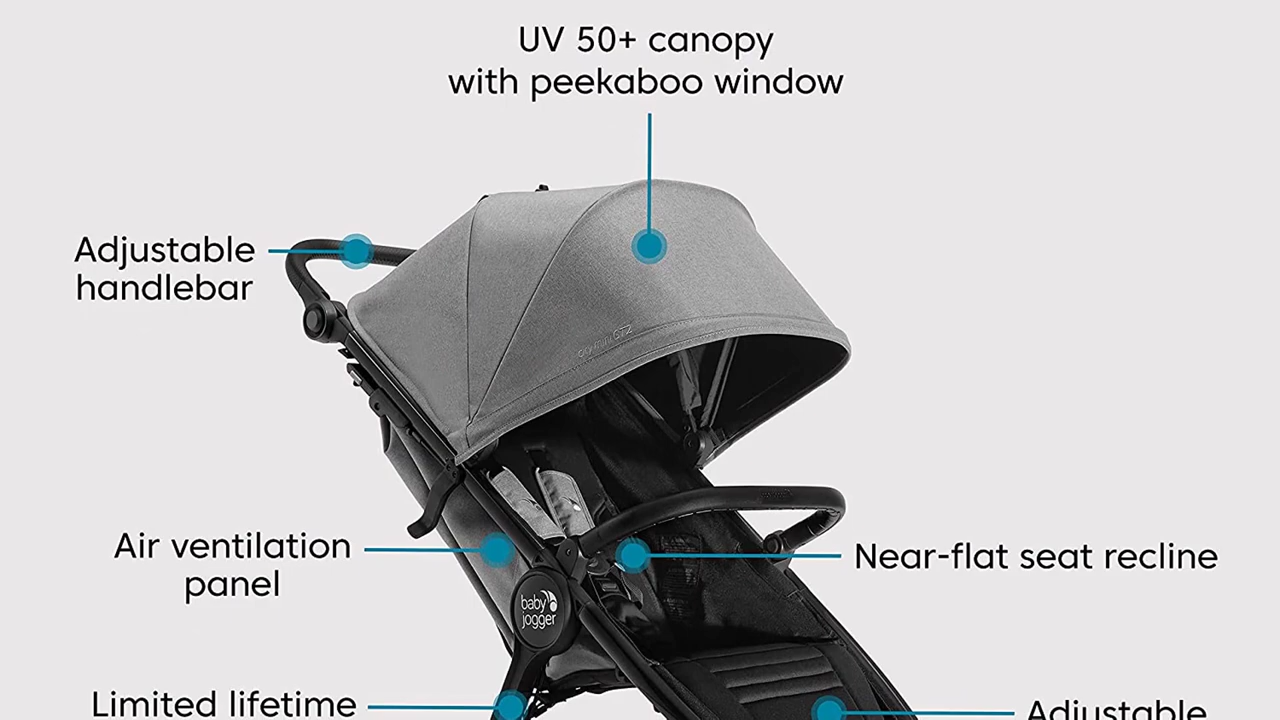 UV 50+ canopy
with peekaboo window
Adjustable
handlebar
Air ventilation
panel
Near-flat seat recline
baby
jogger
Limited lifetime
Adjustable